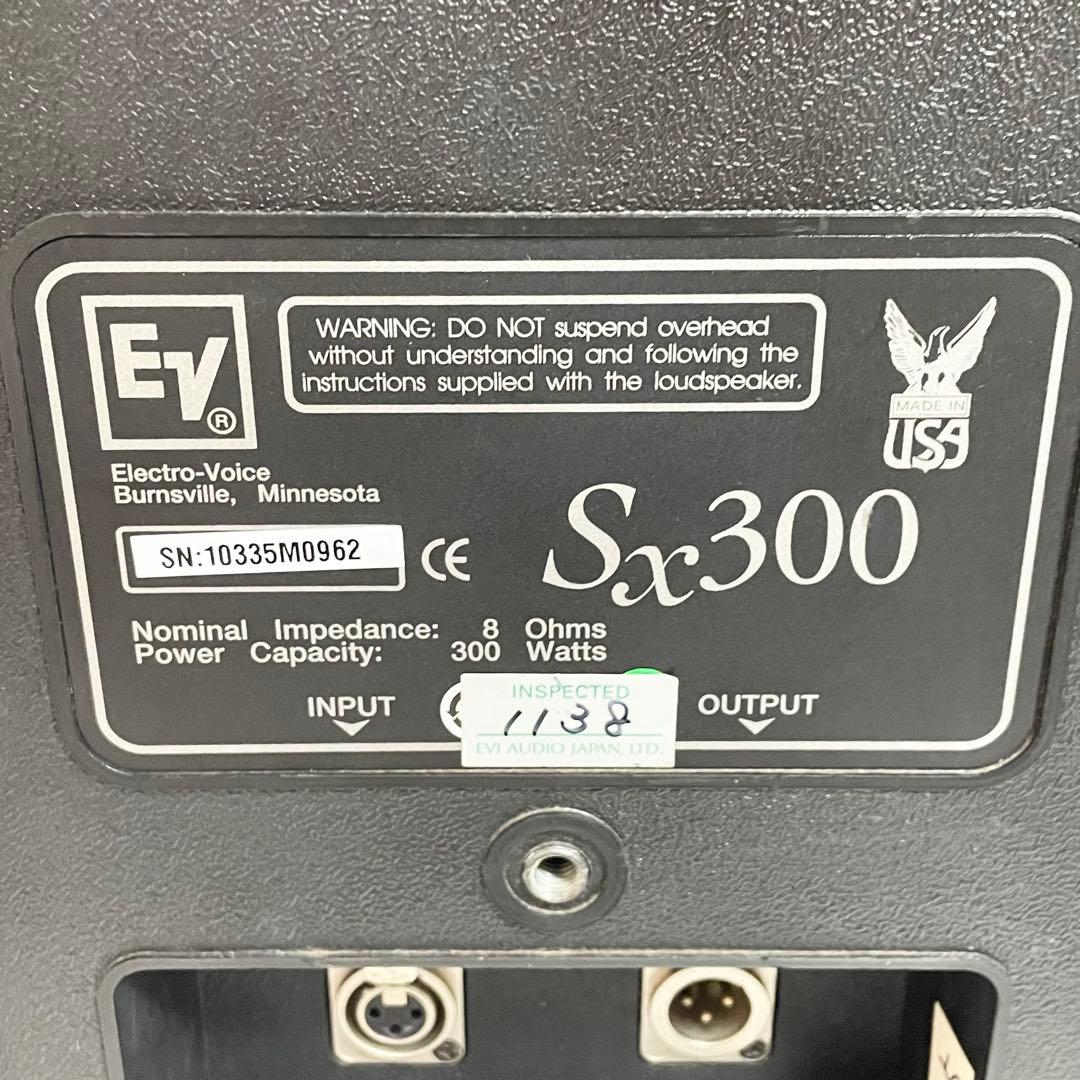 EV®
WARNING: DO NOT suspend overhead
without understanding and following the
instructions supplied with the loudspeaker.
MADE IN
USA
Electro-Voice
Burnsville, Minnesota
SN:10335M0962
CE
Sx300
Nominal Impedance: 8 Ohms
Power Capacity: 300 Watts
INPUT
OUTPUT
INSPECTED
1138
EVI AUDIO JAPAN, LTD.